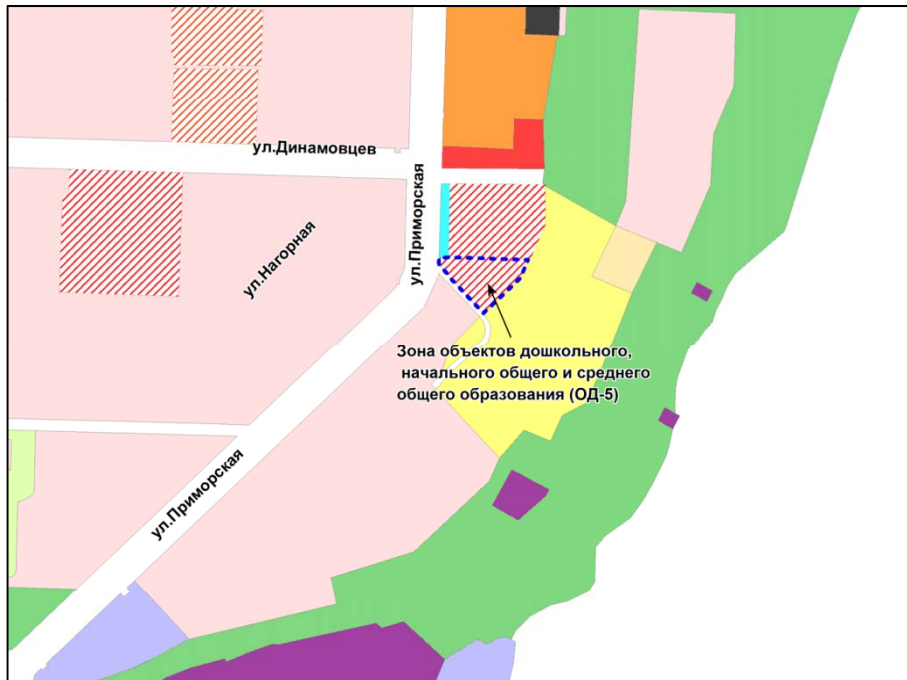 ул.Динамовцев
ул.Приморская
ул.Нагорная
Зона объектов дошкольного,
начального общего и среднего
общего образования (ОД-5)
ул.Приморская